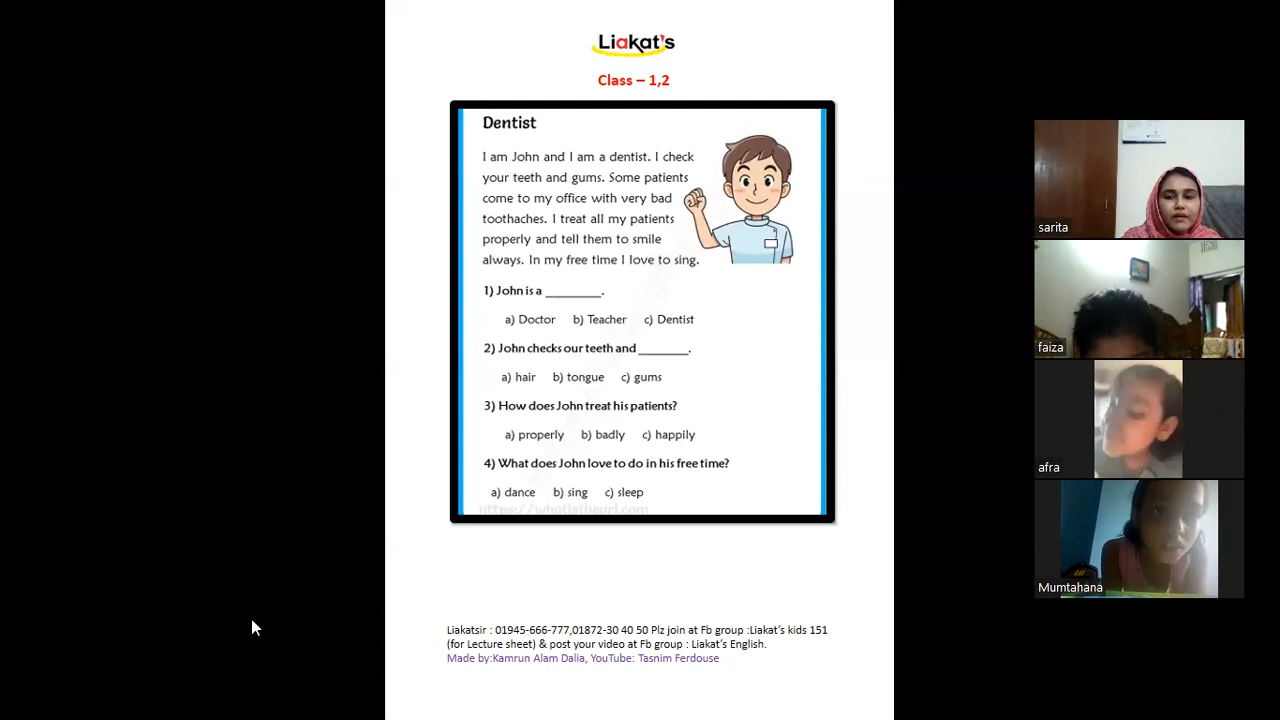 Liakat's
Class – 1,2
Dentist
I am John and I am a dentist. I check
your teeth and gums. Some patients
come to my office with very bad
toothaches. I treat all my patients
properly and tell them to smile
always. In my free time I love to sing.
1) John is a ________.
a) Doctor b) Teacher c) Dentist
2) John checks our teeth and _______.
a) hair b) tongue c) gums
3) How does John treat his patients?
a) properly b) badly c) happily
4) What does John love to do in his free time?
a) dance b) sing c) sleep
https://whatistheurl.com
Liakatsir : 01945-666-777,01872-30 40 50 Plz join at Fb group :Liakat's kids 151
(for Lecture sheet) & post your video at Fb group : Liakat's English.
Made by:Kamrun Alam Dalia, YouTube: Tasnim Ferdouse
sarita
faiza
afra
Mumtahana